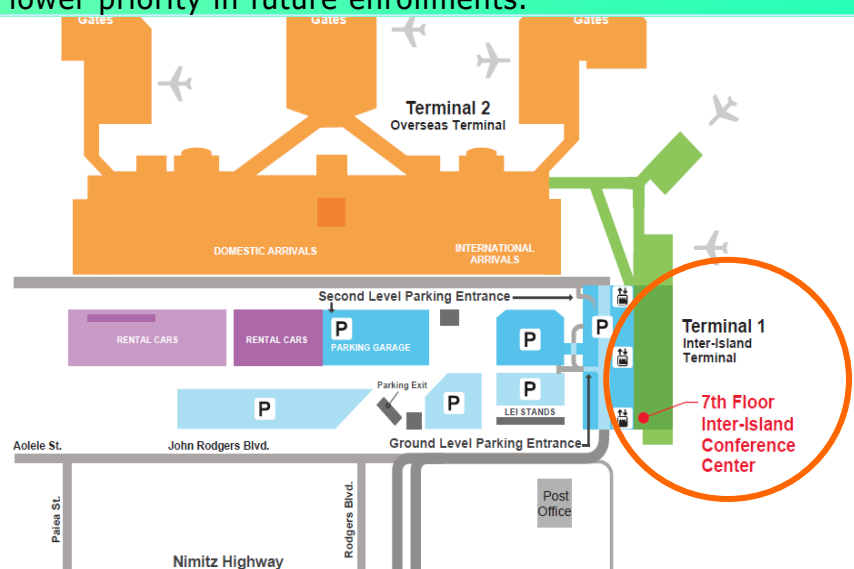 lower priority in future enrollments.
Gates
Gates
Gates
Terminal 2
Overseas Terminal
DOMESTIC ARRIVALS
INTERNATIONAL
ARRIVALS
Second Level Parking Entrance
RENTAL CARS
RENTAL CARS
P
PARKING GARAGE
P
P
Terminal 1
Inter-Island
Terminal
Parking Exit
P
P
P
LEI STANDS
7th Floor
Inter-Island
Conference
Center
Aolele St.
John Rodgers Blvd.
Ground Level Parking Entrance
Paiea St.
Rodgers Blvd.
Post
Office
Nimitz Highway